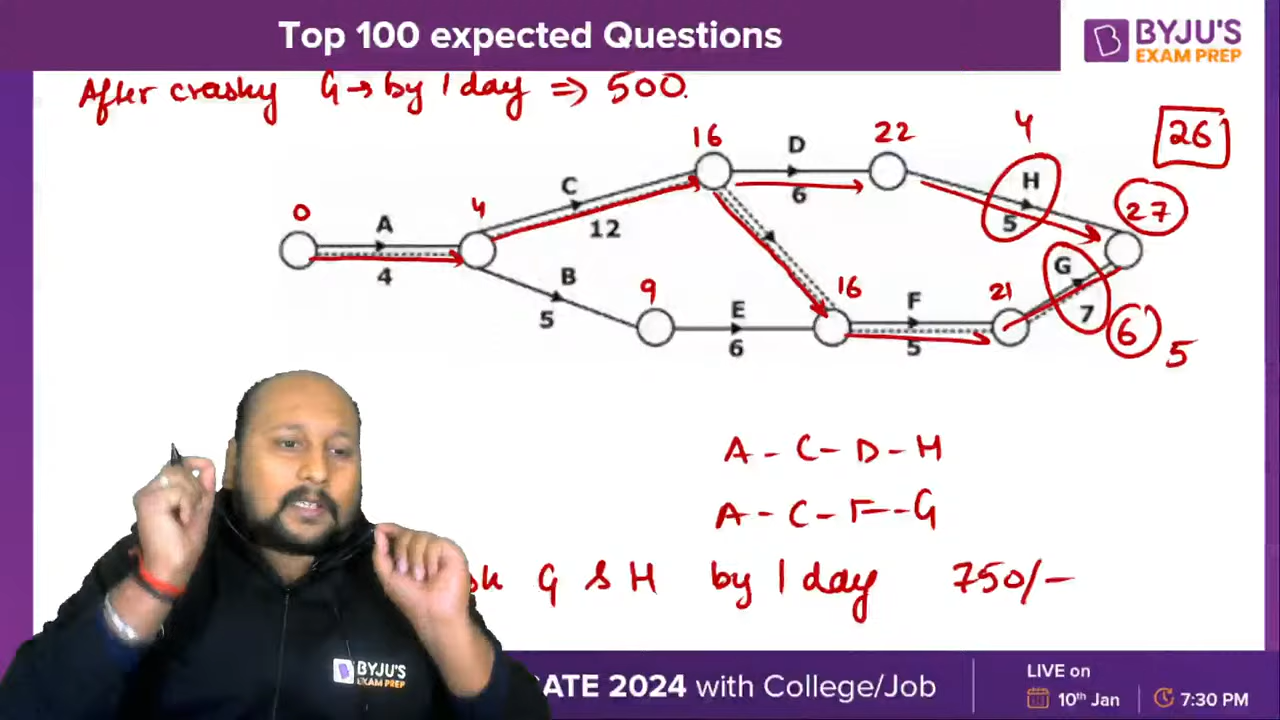 Top 100 expected Questions
BYJU'S
EXAM PREP
After crashy G → by 1 day ⇒ 500.
16
D
6
22
4
H
5
26
27
0
A
4
4
C
12
B
5
9
E
6
16
F
5
21
G
7
6
5
A - C - D - H
A - C - F - G
G & H by 1 day 750/-
BYJU'S
EXAM PREP
GATE 2024 with College/Job
LIVE on
10th Jan
7:30 PM